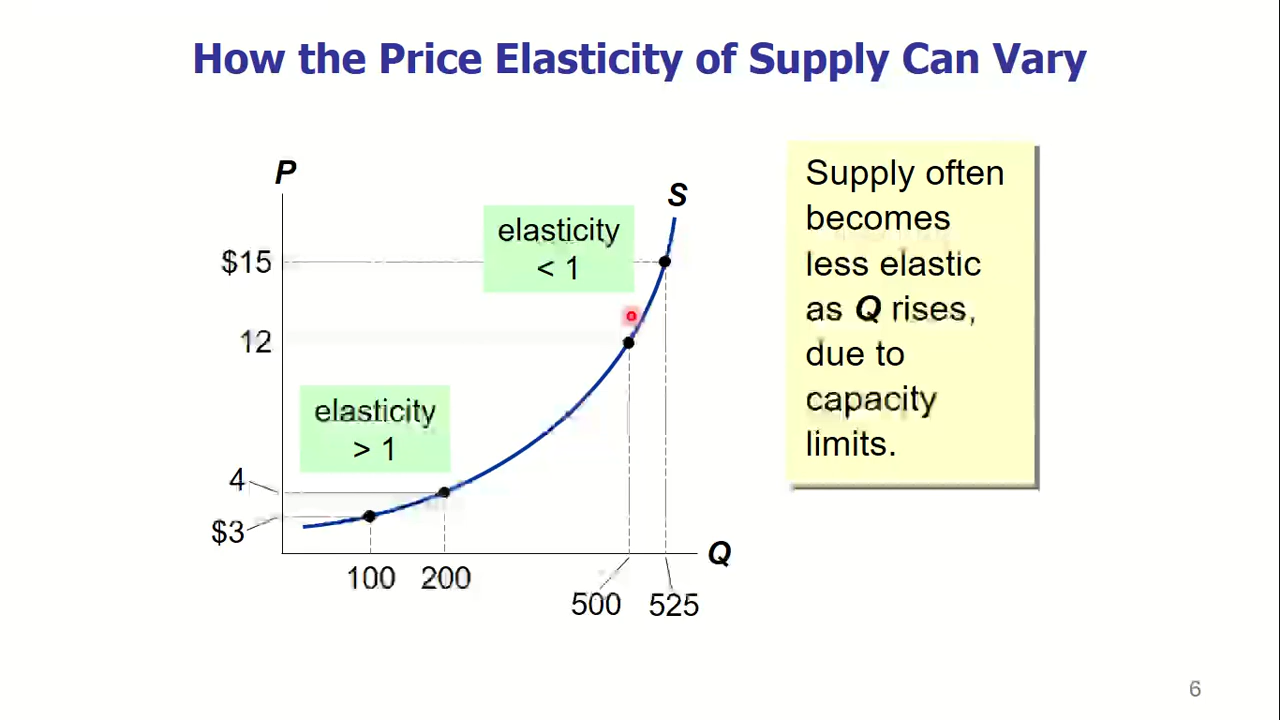 How the Price Elasticity of Supply Can Vary
P
S
elasticity
< 1
$15
12
elasticity
> 1
4
$3
Q
100 200
500 525
Supply often
becomes
less elastic
as Q rises,
due to
capacity
limits.
6